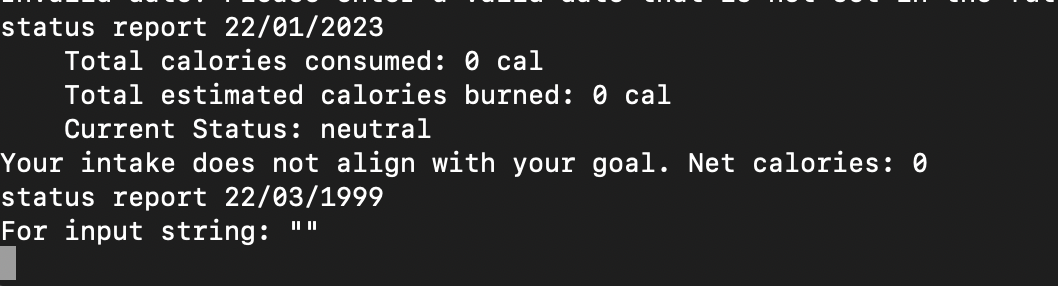 status report 22/01/2023
Total calories consumed: 0 cal
Total estimated calories burned: 0 cal
Current Status: neutral
Your intake does not align with your goal. Net calories: 0
status report 22/03/1999
For input string: ""